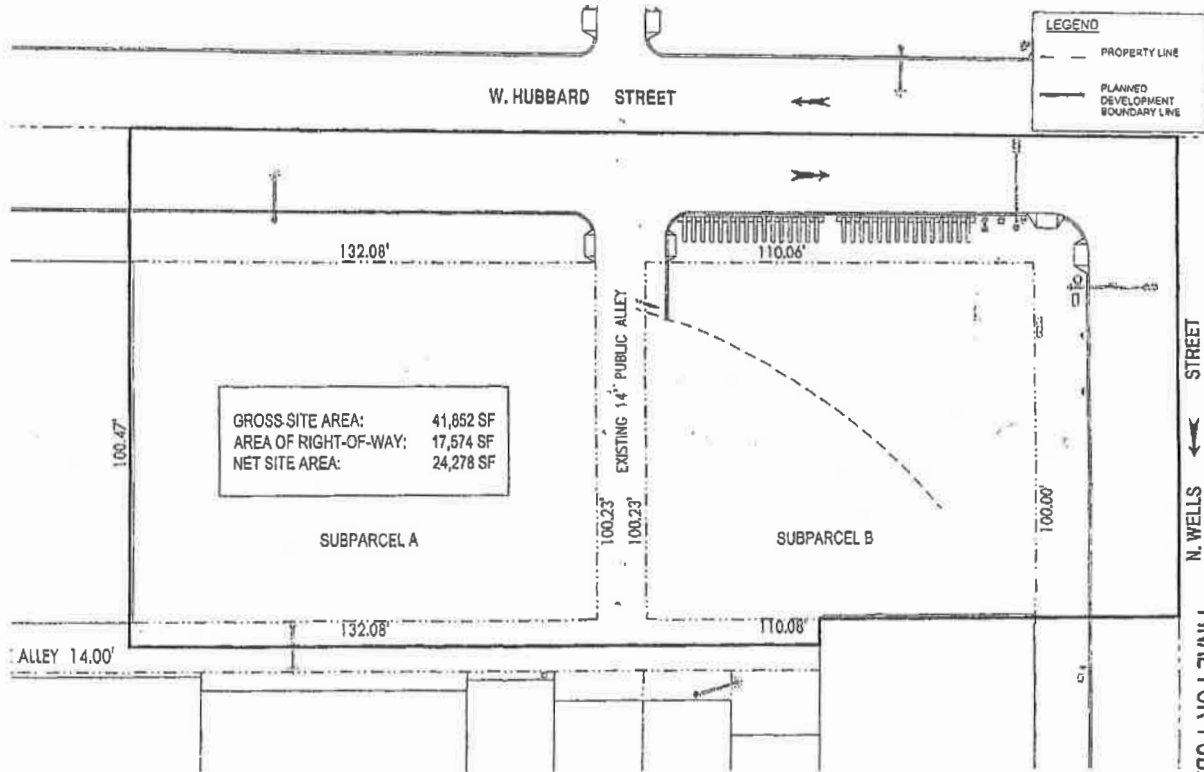 LEGEND
PROPERTY LINE
PLANNED
DEVELOPMENT
BOUNDARY LINE
W. HUBBARD STREET
132.08'
110.06'
EXISTING 14" PUBLIC ALLEY
GROSS SITE AREA: 41,852 SF
AREA OF RIGHT-OF-WAY: 17,574 SF
NET SITE AREA: 24,278 SF
100.47'
100.23'
100.23'
100.00'
SUBPARCEL A
SUBPARCEL B
N. WELLS STREET
132.08'
110.08'
ALLEY 14.00'